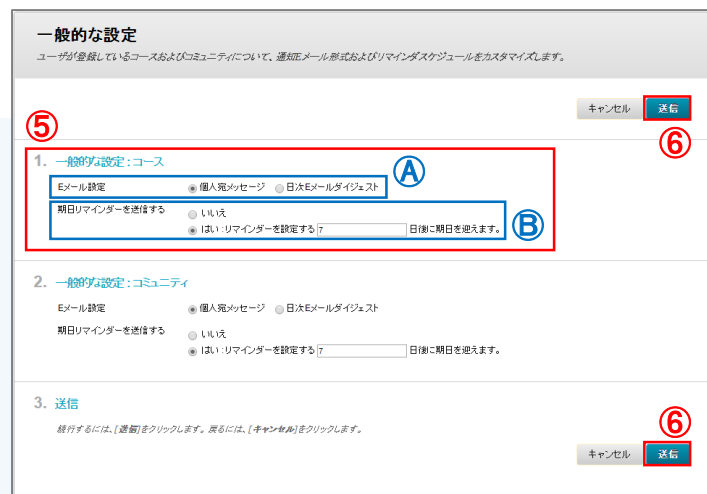 一般的な設定
ユーザが登録しているコースおよびコミュニティについて、通知Eメール形式およびリマインダスケジュールをカスタマイズします。
キャンセル 送信
⑤ ⑥
1. 一般的な設定 : コース
Eメール設定 個人宛メッセージ 日次Eメールダイジェスト Ⓐ
期日リマインダーを送信する いいえ
はい : リマインダーを設定する 7 日後に期日を迎えます。 Ⓑ
2. 一般的な設定 : コミュニティ
Eメール設定 個人宛メッセージ 日次Eメールダイジェスト
期日リマインダーを送信する いいえ
はい : リマインダーを設定する 7 日後に期日を迎えます。
3. 送信
続行するには、[送信]をクリックします。戻るには、[キャンセル]をクリックします。
⑥
キャンセル 送信